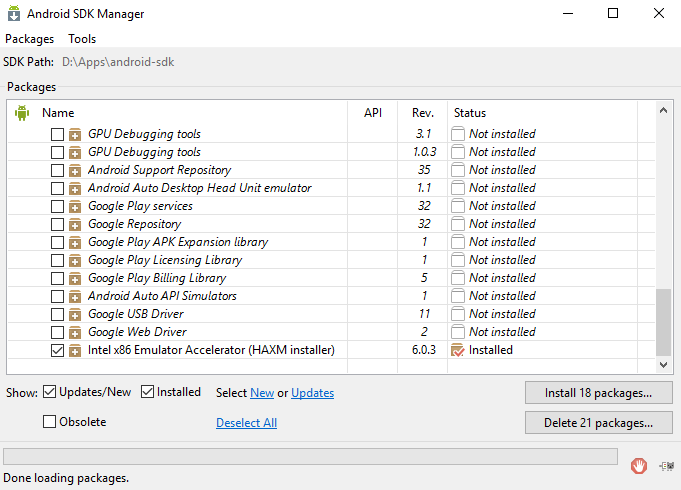 Android SDK Manager
Packages Tools
SDK Path: D:\Apps\android-sdk
Packages
Name API Rev. Status
GPU Debugging tools 3.1 Not installed
GPU Debugging tools 1.0.3 Not installed
Android Support Repository 35 Not installed
Android Auto Desktop Head Unit emulator 1.1 Not installed
Google Play services 32 Not installed
Google Repository 32 Not installed
Google Play APK Expansion library 1 Not installed
Google Play Licensing Library 1 Not installed
Google Play Billing Library 5 Not installed
Android Auto API Simulators 1 Not installed
Google USB Driver 11 Not installed
Google Web Driver 2 Not installed
Intel x86 Emulator Accelerator (HAXM installer) 6.0.3 Installed
Show: Updates/New Installed Select New or Updates Install 18 packages...
Obsolete Deselect All Delete 21 packages...
Done loading packages.